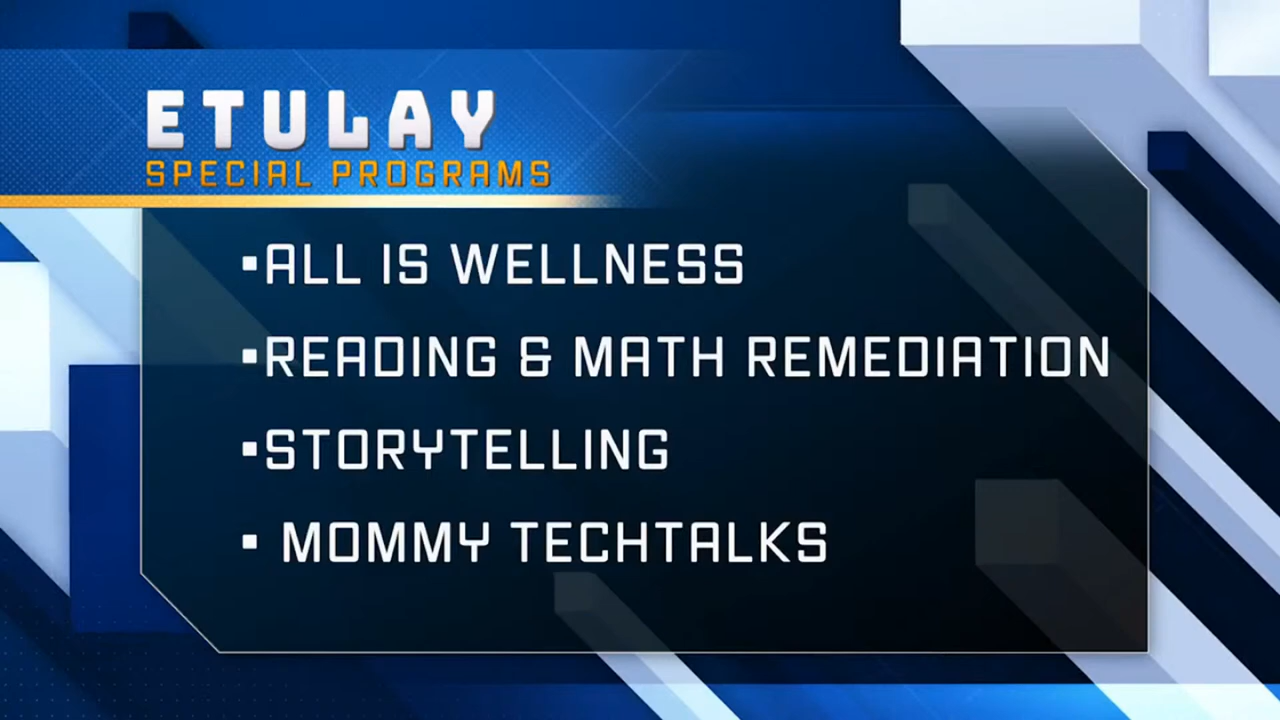 ETULAY
SPECIAL PROGRAMS
▪ALL IS WELLNESS
▪READING & MATH REMEDIATION
▪STORYTELLING
▪ MOMMY TECHTALKS